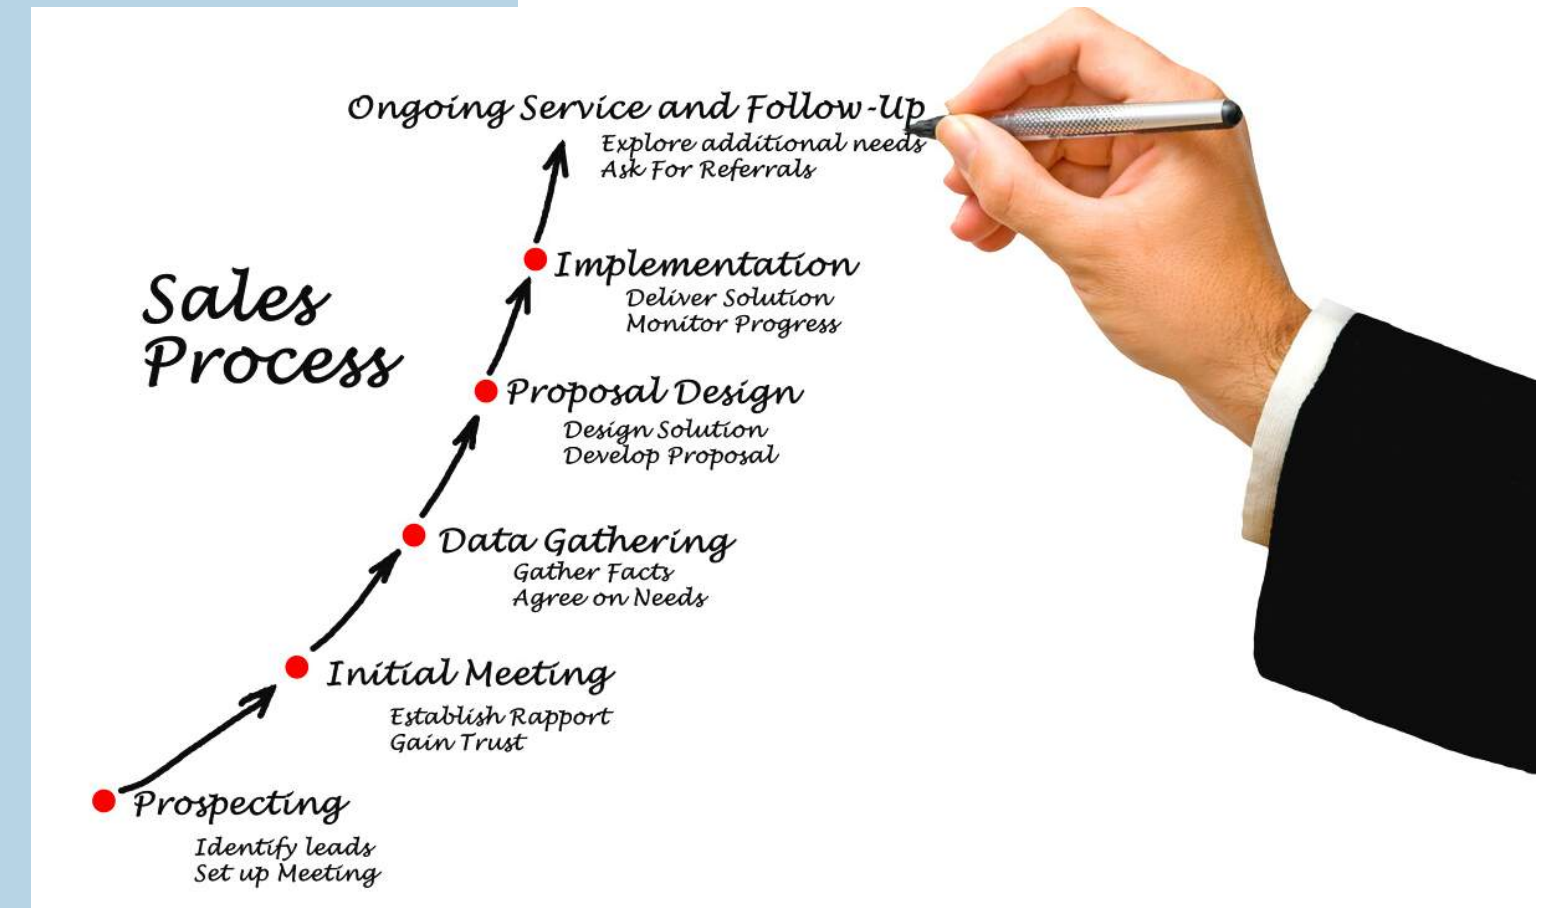 Ongoing Service and Follow-Up
Explore additional needs
Ask For Referrals
Implementation
Deliver Solution
Monitor Progress
Sales
Process
Proposal Design
Design Solution
Develop Proposal
Data Gathering
Gather Facts
Agree on Needs
Initial Meeting
Establish Rapport
Gain Trust
Prospecting
Identify leads
Set up Meeting